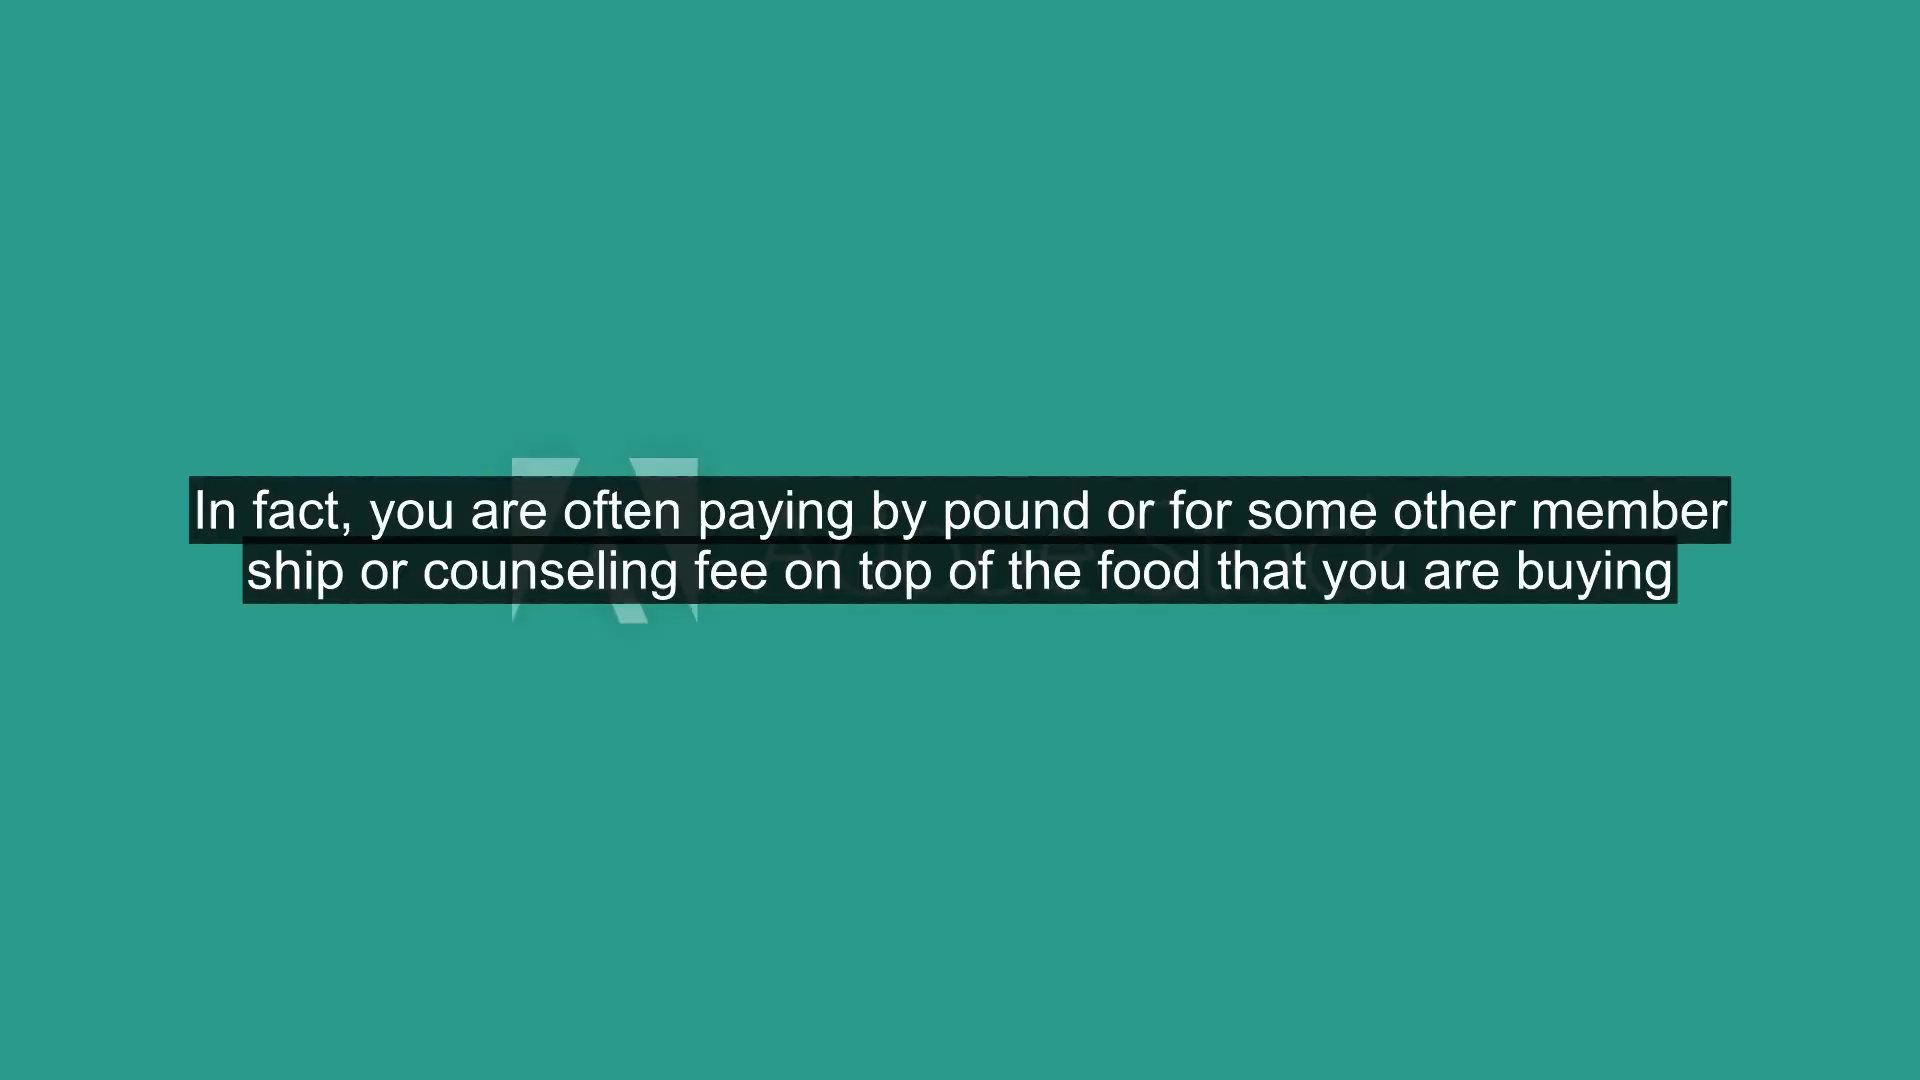 In fact, you are often paying by pound or for some other member
ship or counseling fee on top of the food that you are buying